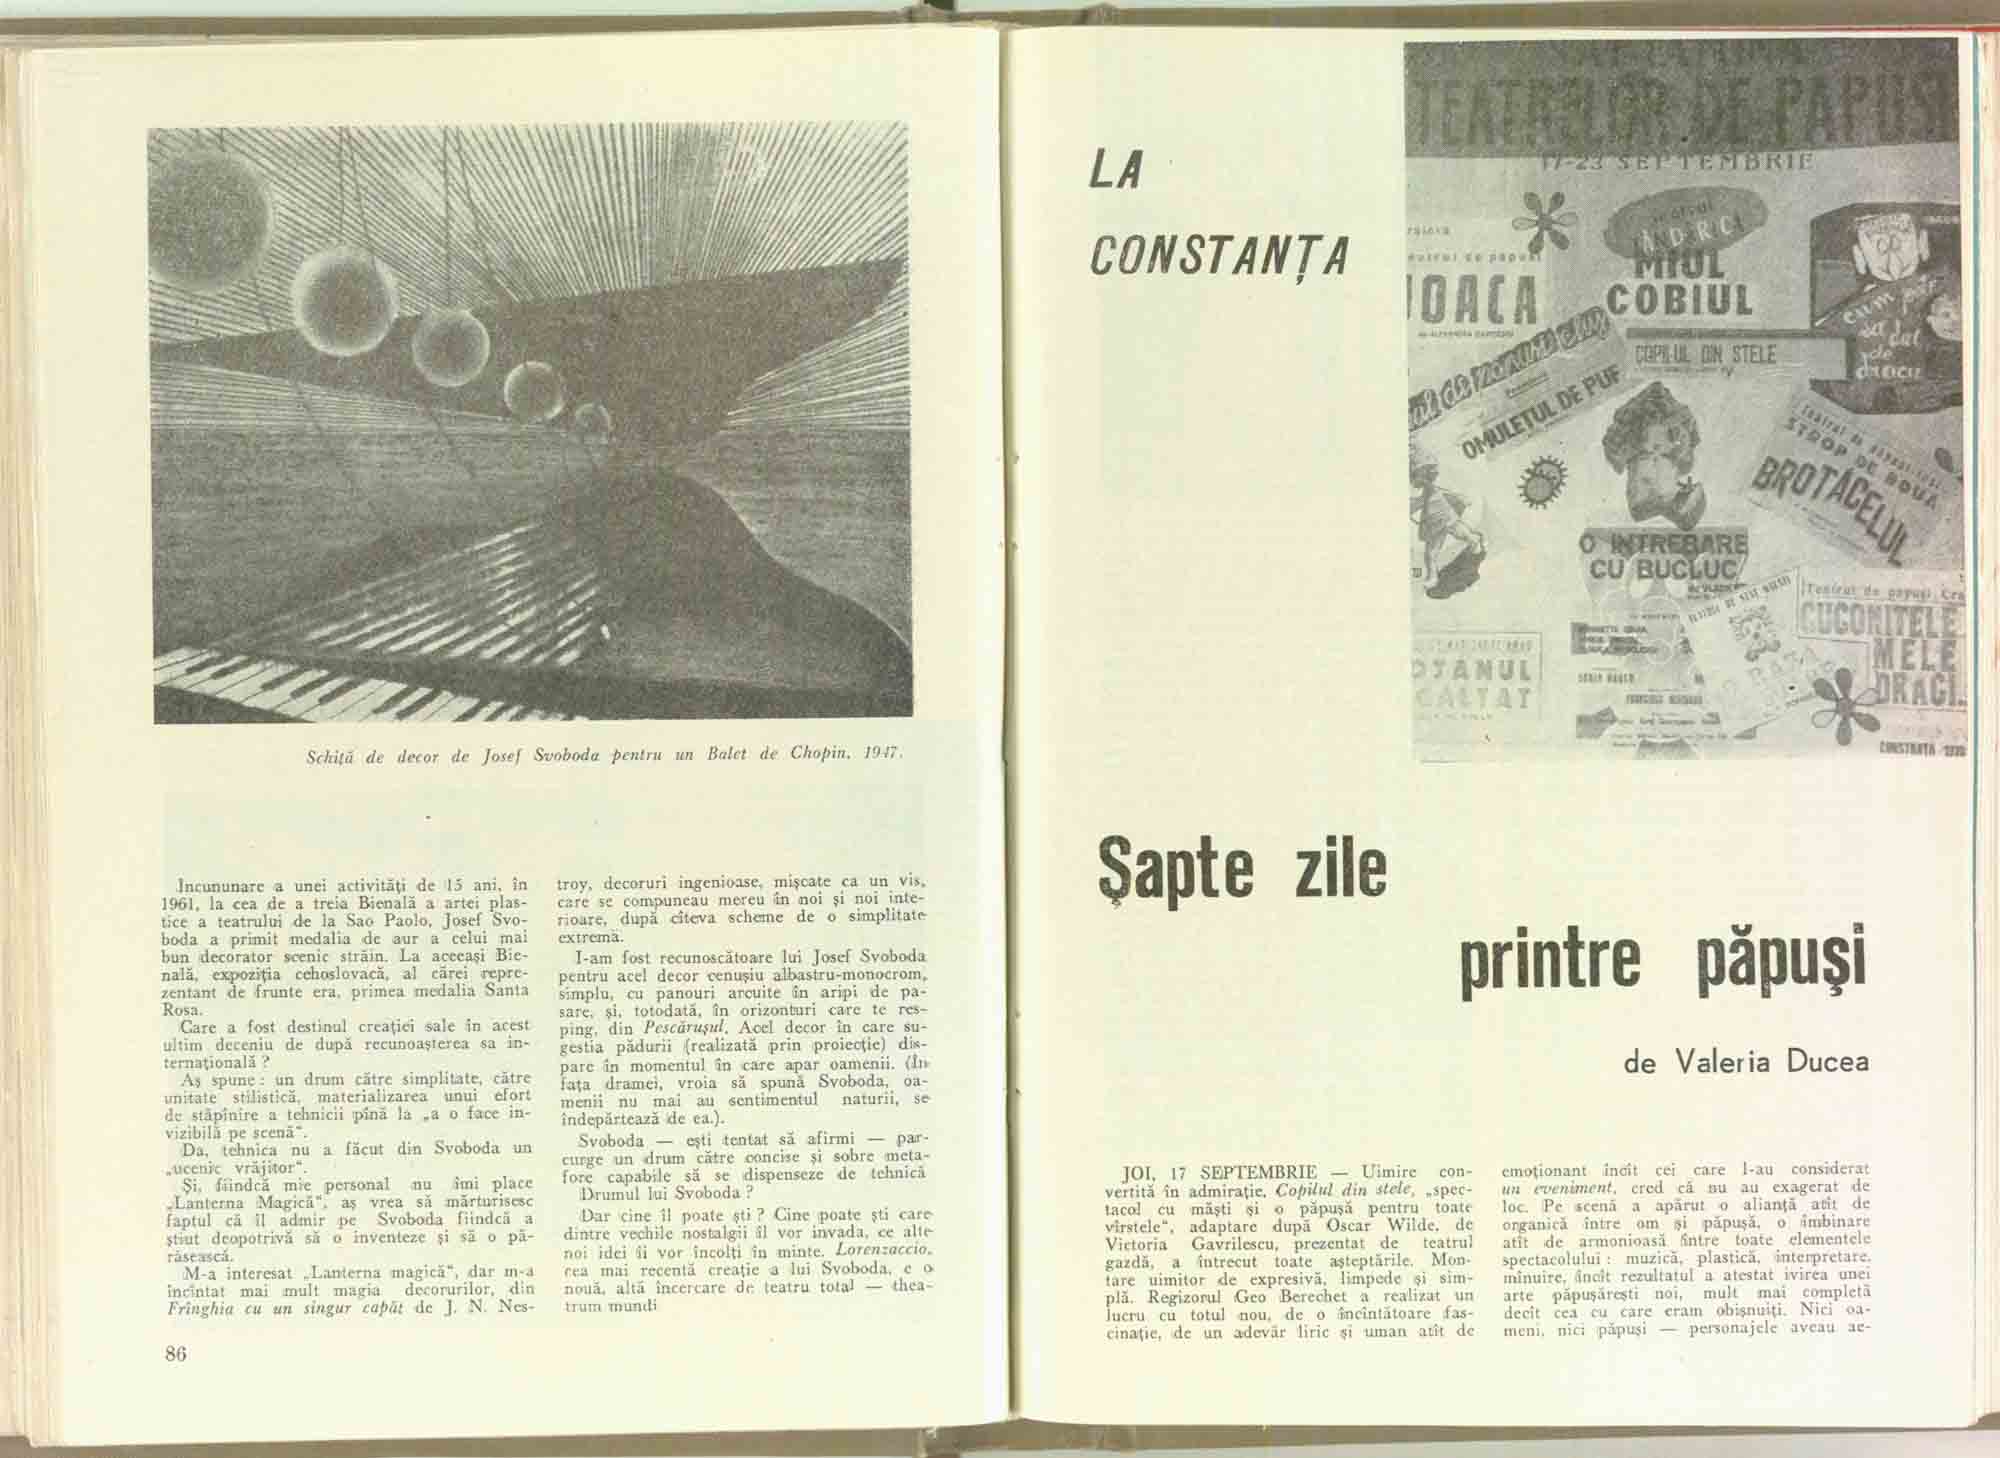 Schiță de decor de Josef Svoboda pentru un Balet de Chopin, 1947.
Încununare a unei activități de 15 ani, în
1961, la cea de a treia Bienală a artei plas-
tice a teatrului de la Sao Paolo, Josef Svo-
boda a primit medalia de aur a celui mai
bun decorator scenic străin. La aceeași Bie-
nală, expoziția cehoslovacă, al cărei repre-
zentant de frunte era, primea medalia Santa
Rosa.
Care a fost destinul creației sale în acest
ultim deceniu de după recunoașterea sa in-
ternațională ?
Aș spune : un drum către simplitate, către
unitate stilistică, materializarea unui efort
de stăpînire a tehnicii pînă la „a o face in-
vizibilă pe scenă“.
Da, tehnica nu a făcut din Svoboda un
„ucenic vrăjitor“.
Și, fiindcă mie personal nu îmi place
„Lanterna Magică“, aș vrea să mărturisesc
faptul că îl admir pe Svoboda fiindcă a
știut deopotrivă să o inventeze și să o pă-
răsească.
M-a interesat „Lanterna magică“, dar m-a
încîntat mai mult magia decorurilor, din
Frînghia cu un singur capăt de J. N. Nes-
troy, decoruri ingenioase, mișcate ca un vis,
care se compuneau mereu în noi și noi inte-
rioare, după cîteva scheme de o simplitate
extremă.
I-am fost recunoscătoare lui Josef Svoboda
pentru acel decor cenușiu albastru-monocrom,
simplu, cu panouri arcuite în aripi de pa-
sare, și, totodată, în orizonturi care te res-
ping, din Pescărușul. Acel decor în care su-
gestia pădurii (realizată prin proiecție) dis-
pare în momentul în care apar oamenii. (În
fața dramei, vroia să spună Svoboda, oa-
menii nu mai au sentimentul naturii, se
îndepărtează de ea.).
Svoboda — ești tentat să afirmi — par-
curge un drum către concise și sobre meta-
fore capabile să se dispenseze de tehnică
Drumul lui Svoboda ?
Dar cine îl poate ști ? Cine poate ști care
dintre vechile nostalgii îl vor invada, ce alte
noi idei îi vor încolți în minte. Lorenzaccio,
cea mai recentă creație a lui Svoboda, e o
nouă, altă încercare de teatru total — thea-
trum mundi
86
LA
CONSTANȚA
TEATRELOR DE PAPUSI
17-23 SEPTEMBRIE
JOACA
MIUL
COBIUL
COPILUL DIN STELE
OMULEȚUL DE PUF
STROP DE ROUĂ
BROTĂCELUL
O INTREBARE
CU BUCLUC
CUCONITELE
MELE
DRAGI...
CONSTANTA 1970
Șapte zile
printre păpuși
de Valeria Ducea
JOI, 17 SEPTEMBRIE — Uimire con-
vertită în admirație. Copilul din stele, „spec-
tacol cu măști și o păpușă pentru toate
vîrstele“, adaptare după Oscar Wilde, de
Victoria Gavrilescu, prezentat de teatrul
gazdă, a întrecut toate așteptările. Mon-
tare uimitor de expresivă, limpede și sim-
plă. Regizorul Geo Berechet a realizat un
lucru cu totul nou, de o încîntătoare fas-
cinație, de un adevăr liric și uman atît de
emoționant încît cei care l-au considerat
un eveniment, cred că nu au exagerat de
loc. Pe scenă a apărut o alianță atît de
organică între om și păpușă, o îmbinare
atît de armonioasă între toate elementele
spectacolului : muzică, plastică, interpretare,
mînuire, încît rezultatul a atestat ivirea unei
arte păpușărești noi, mult mai completă
decît cea cu care eram obișnuiți. Nici oa-
meni, nici păpuși — personajele aveau ae-